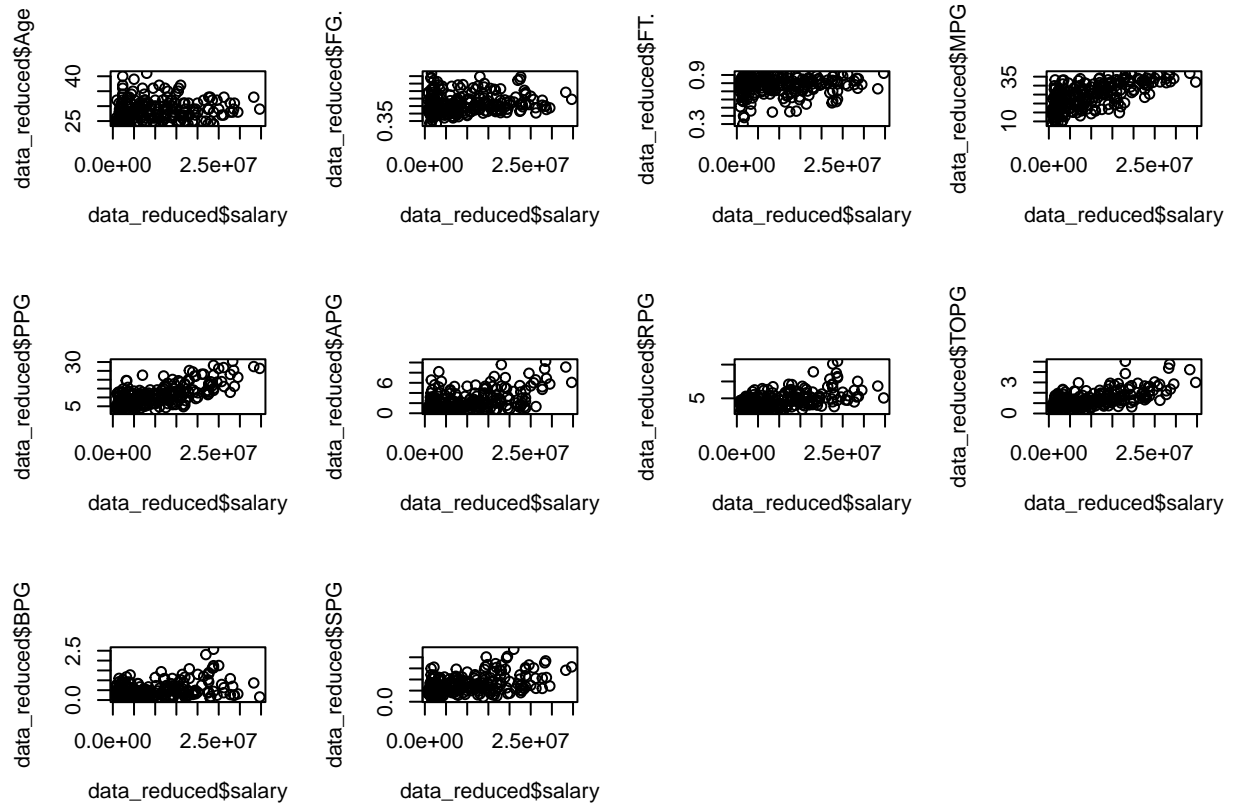 data_reduced$Age
40
25
0.0e+00 2.5e+07
data_reduced$salary
data_reduced$FG.
0.35
0.0e+00 2.5e+07
data_reduced$salary
data_reduced$FT.
0.9
0.3
0.0e+00 2.5e+07
data_reduced$salary
data_reduced$MPG
35
10
0.0e+00 2.5e+07
data_reduced$salary
data_reduced$PPG
30
5
0.0e+00 2.5e+07
data_reduced$salary
data_reduced$APG
6
0
0.0e+00 2.5e+07
data_reduced$salary
data_reduced$RPG
5
0.0e+00 2.5e+07
data_reduced$salary
data_reduced$TOPG
3
0
0.0e+00 2.5e+07
data_reduced$salary
data_reduced$BPG
2.5
0.0
0.0e+00 2.5e+07
data_reduced$salary
data_reduced$SPG
0.0
0.0e+00 2.5e+07
data_reduced$salary